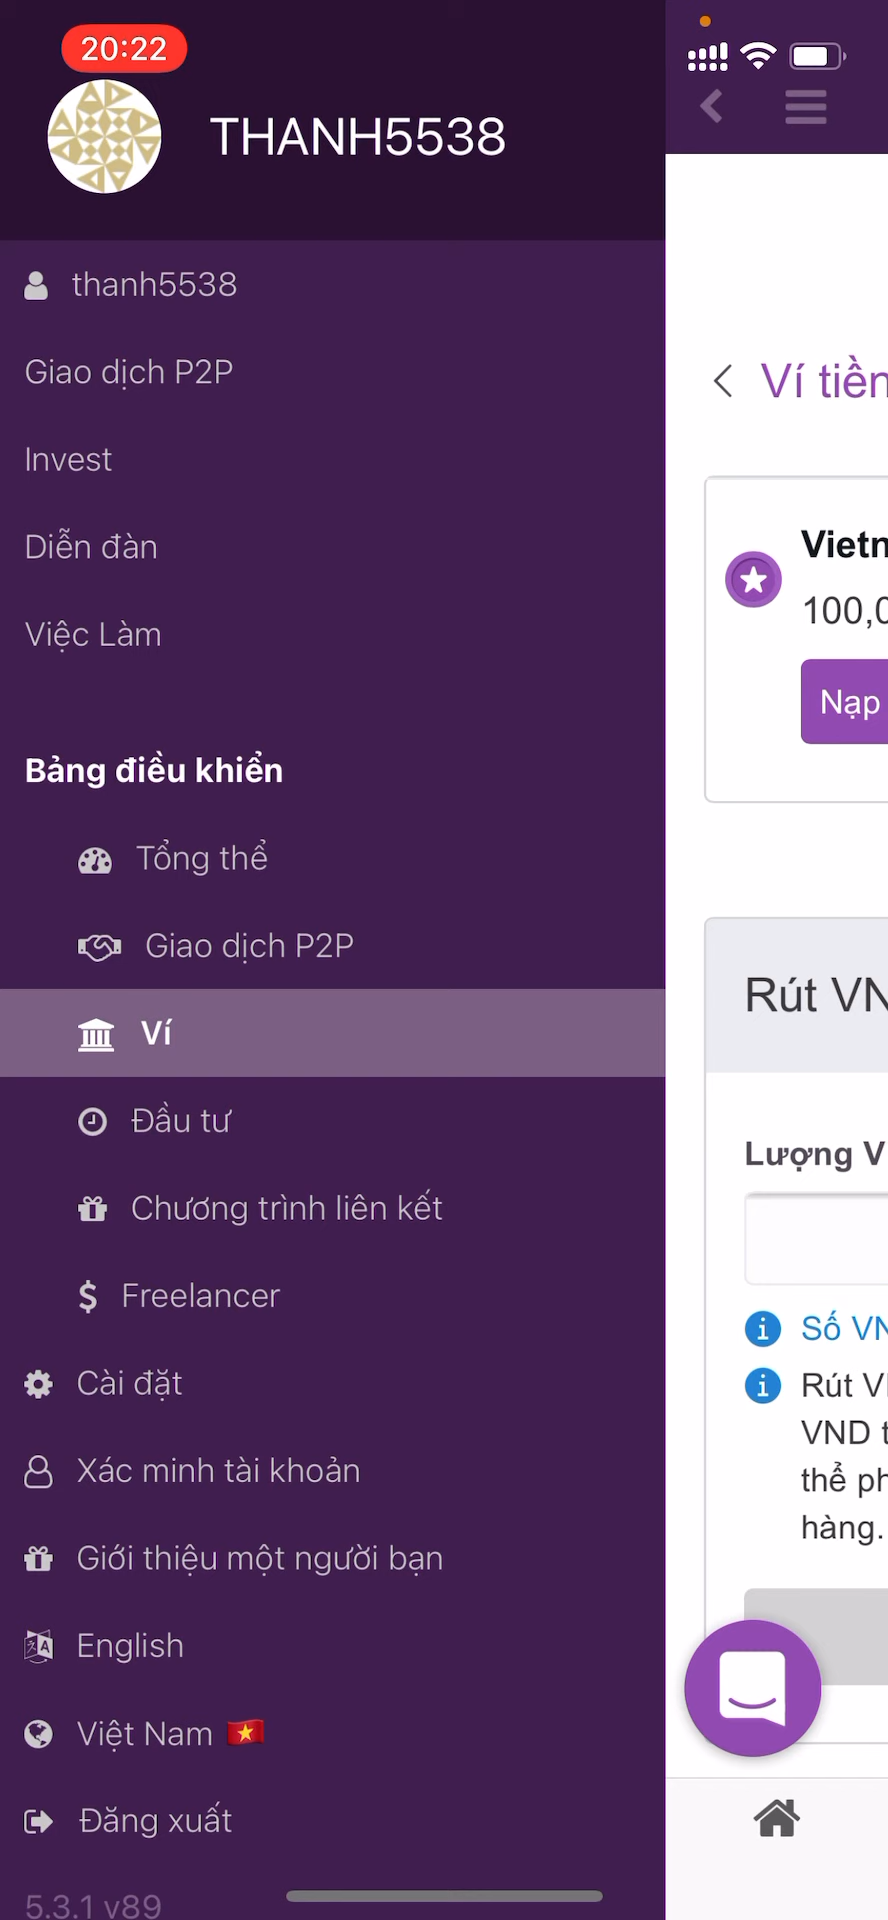 20:22
THANH5538
thanh5538
Giao dịch P2P
Invest
Diễn đàn
Việc Làm
Bảng điều khiển
Tổng thể
Giao dịch P2P
Ví
Đầu tư
Chương trình liên kết
Freelancer
Cài đặt
Xác minh tài khoản
Giới thiệu một người bạn
English
Việt Nam 🇻🇳
Đăng xuất
5.3.1 v89
Ví tiền
Vietn
100,0
Nạp
Rút VN
Lượng V
Số VN
Rút V
VND t
thể ph
hàng.